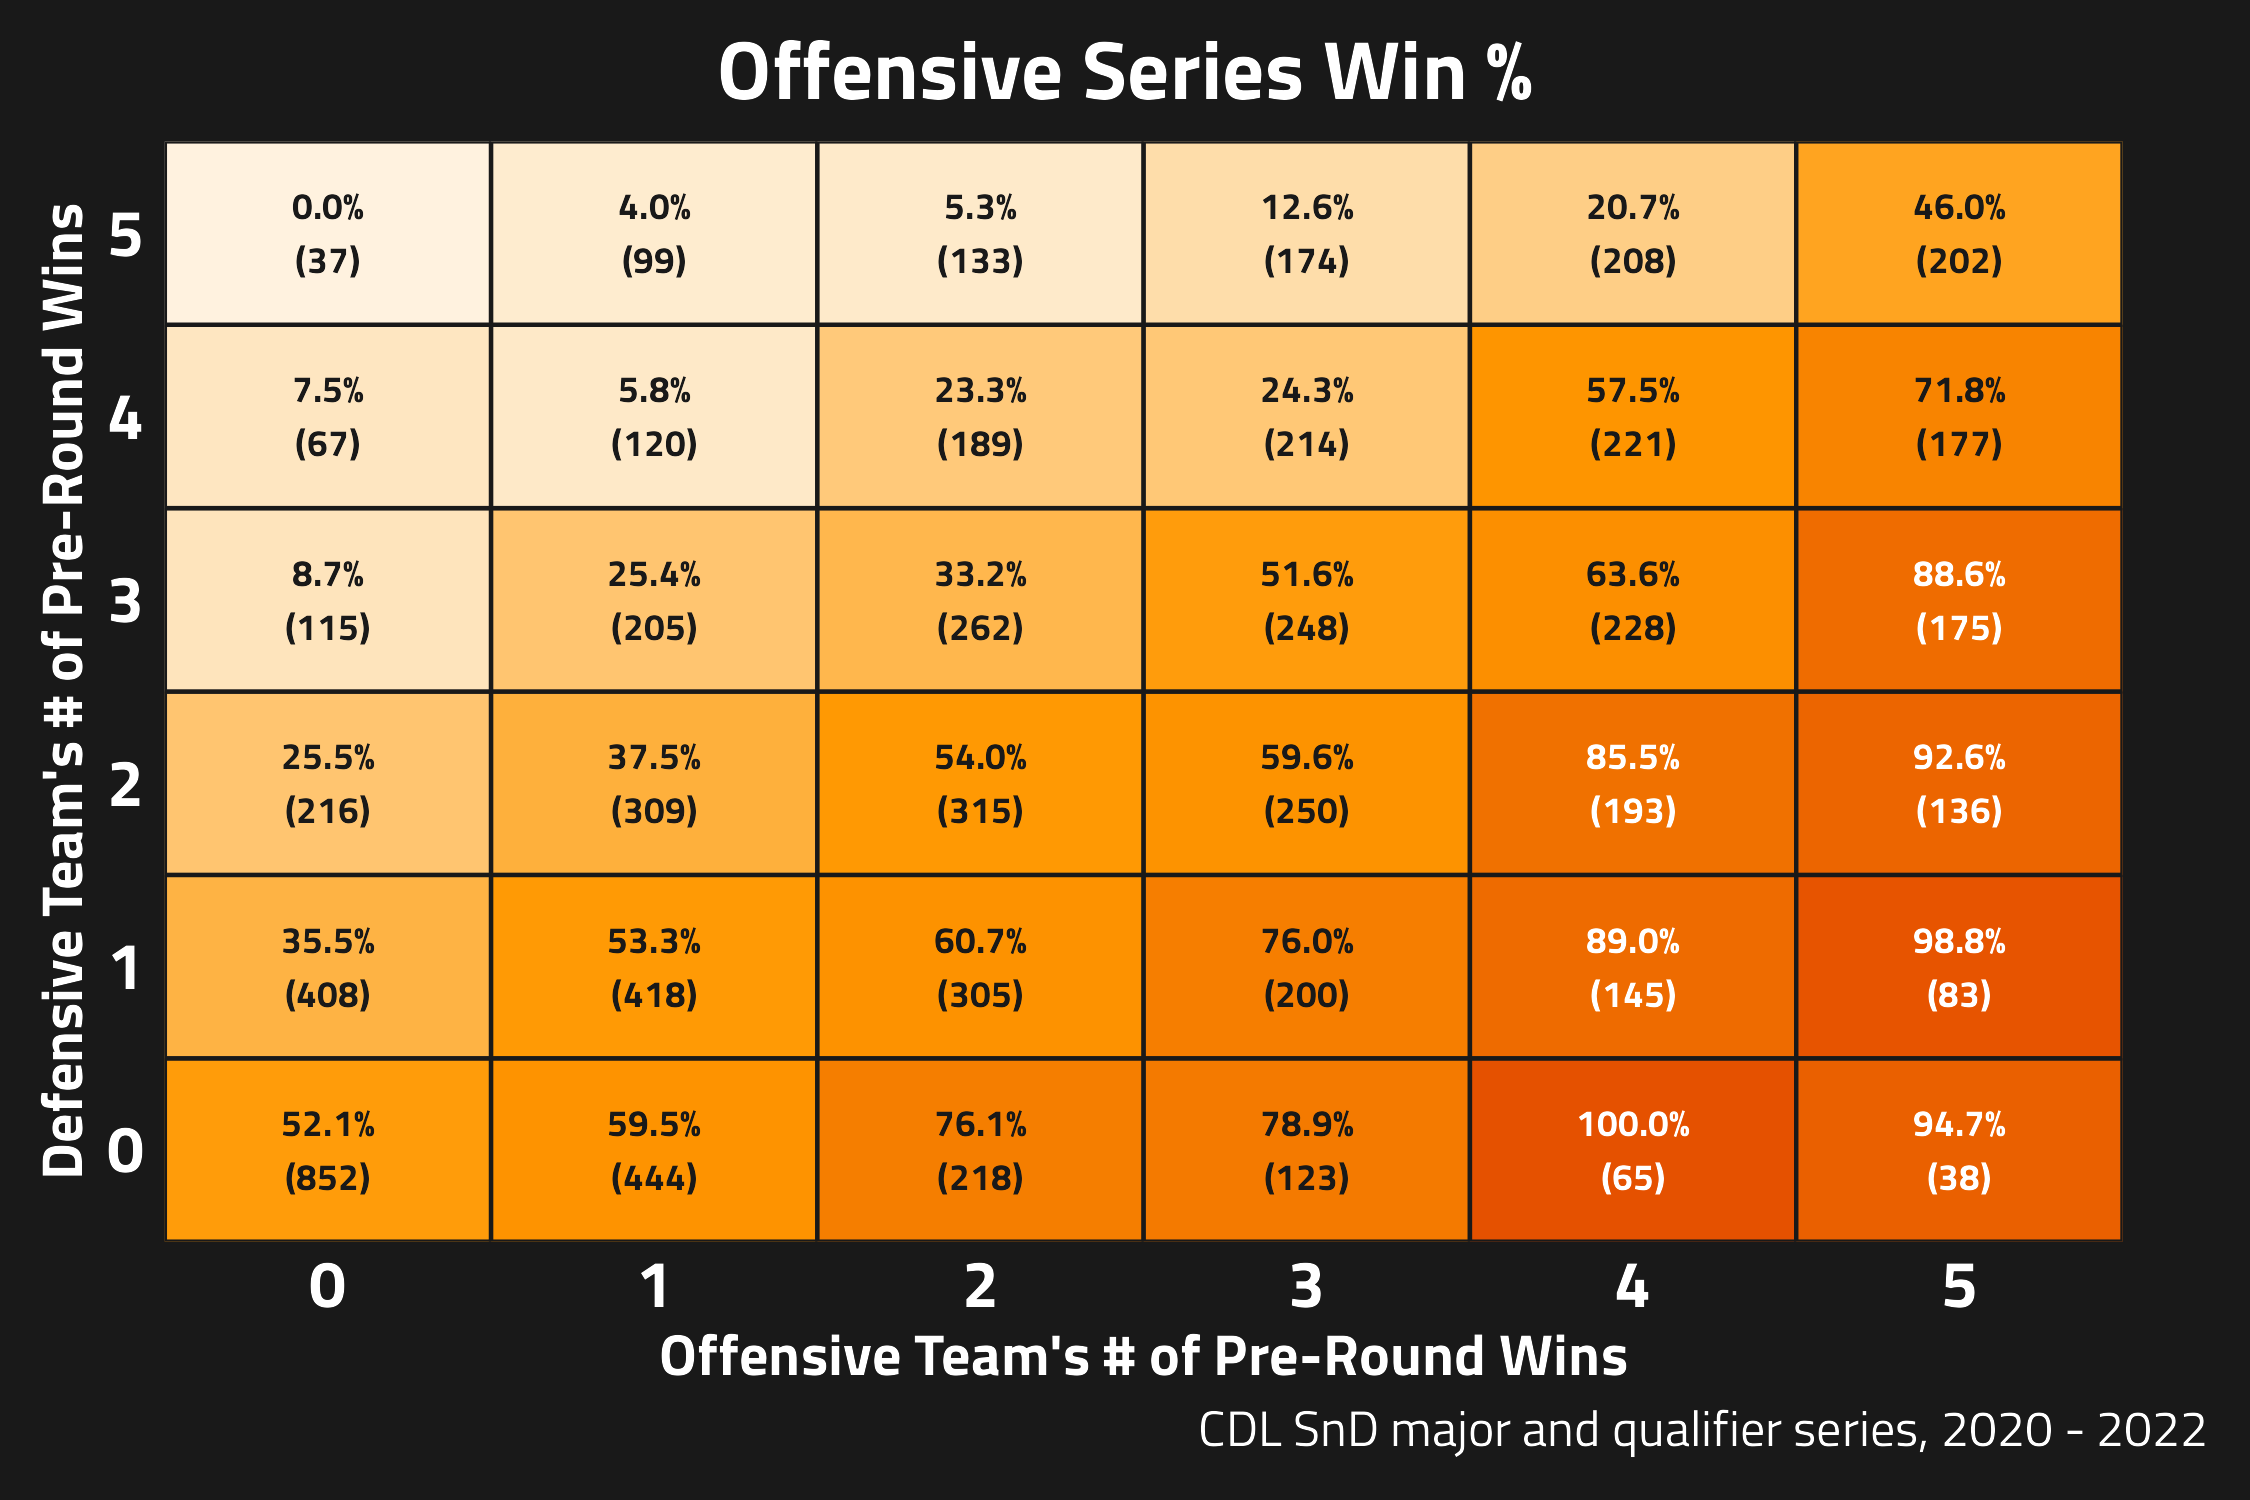 Offensive Series Win %
Defensive Team's # of Pre-Round Wins
5
0.0% 4.0% 5.3% 12.6% 20.7% 46.0%
(37) (99) (133) (174) (208) (202)
4
7.5% 5.8% 23.3% 24.3% 57.5% 71.8%
(67) (120) (189) (214) (221) (177)
3
8.7% 25.4% 33.2% 51.6% 63.6% 88.6%
(115) (205) (262) (248) (228) (175)
2
25.5% 37.5% 54.0% 59.6% 85.5% 92.6%
(216) (309) (315) (250) (193) (136)
1
35.5% 53.3% 60.7% 76.0% 89.0% 98.8%
(408) (418) (305) (200) (145) (83)
0
52.1% 59.5% 76.1% 78.9% 100.0% 94.7%
(852) (444) (218) (123) (65) (38)
0 1 2 3 4 5
Offensive Team's # of Pre-Round Wins
CDL SnD major and qualifier series, 2020 - 2022